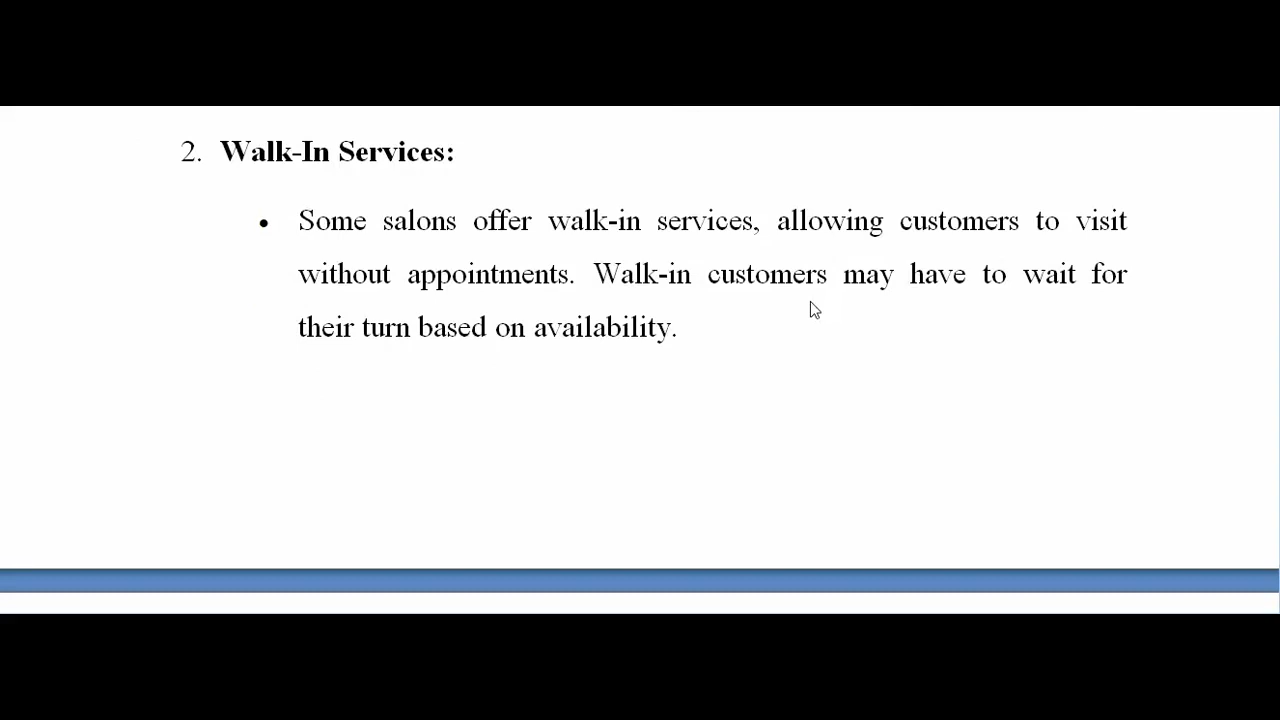 2. Walk-In Services:
• Some salons offer walk-in services, allowing customers to visit
without appointments. Walk-in customers may have to wait for
their turn based on availability.